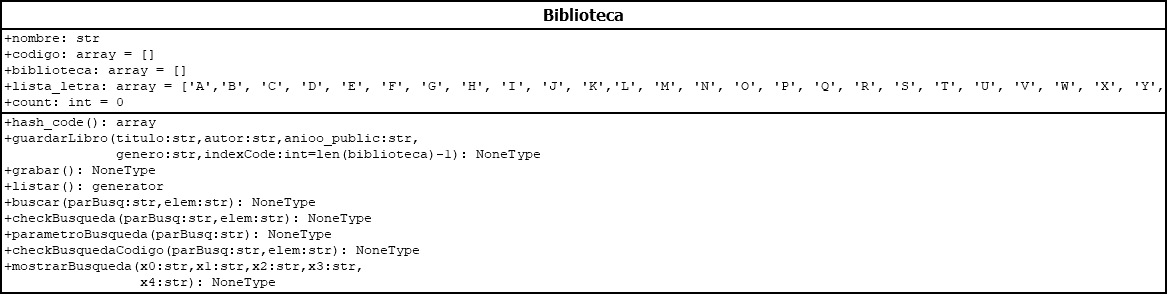 Biblioteca
+nombre: str
+codigo: array = []
+biblioteca: array = []
+lista_letra: array = ['A','B', 'C', 'D', 'E', 'F', 'G', 'H', 'I', 'J', 'K','L', 'M', 'N', 'O', 'P', 'Q', 'R', 'S', 'T', 'U', 'V', 'W', 'X', 'Y',
+count: int = 0
+hash_code(): array
+guardarLibro(titulo:str,autor:str,anioo_public:str,
genero:str,indexCode:int=len(biblioteca)-1): NoneType
+grabar(): NoneType
+listar(): generator
+buscar(parBusq:str,elem:str): NoneType
+checkBusqueda(parBusq:str,elem:str): NoneType
+parametroBusqueda(parBusq:str): NoneType
+checkBusquedaCodigo(parBusq:str,elem:str): NoneType
+mostrarBusqueda(x0:str,x1:str,x2:str,x3:str,
x4:str): NoneType